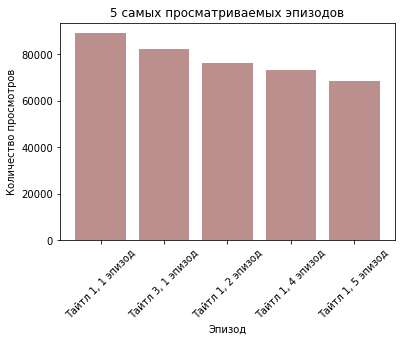 5 самых просматриваемых эпизодов
Количество просмотров
80000
60000
40000
20000
0
Тайтл 1, 1 эпизод
Тайтл 3, 1 эпизод
Тайтл 1, 2 эпизод
Тайтл 1, 4 эпизод
Тайтл 1, 5 эпизод
Эпизод